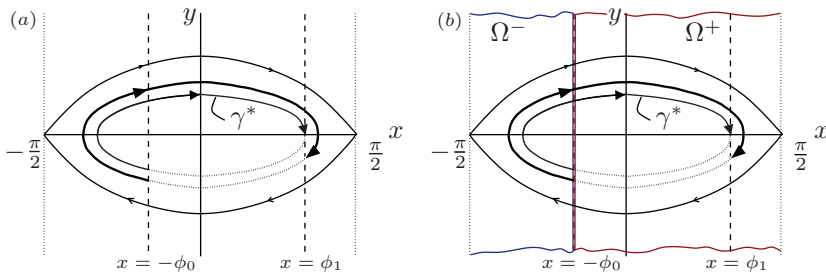 (a)
y
γ*
x
−π/2
π/2
x = −ϕ₀
x = ϕ₁
(b)
Ω⁻
y
Ω⁺
γ*
x
−π/2
π/2
x = −ϕ₀
x = ϕ₁